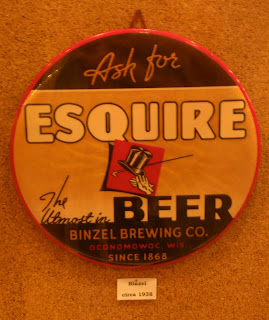 Ask for
ESQUIRE
The
Utmost in BEER
BINZEL BREWING CO.
OCONOMOWOC, WIS.
SINCE 1868
Binzel
circa 1938